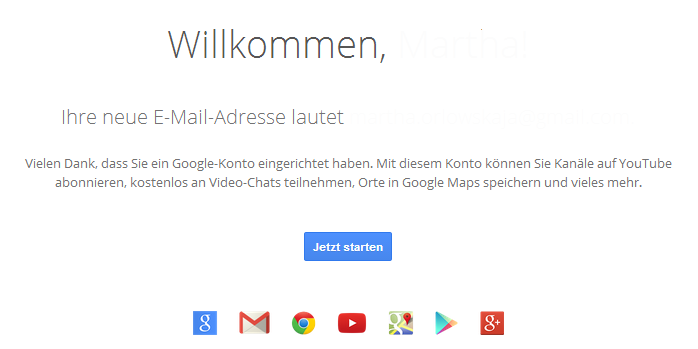 Willkommen, Martha!
Ihre neue E-Mail-Adresse lautet
Vielen Dank, dass Sie ein Google-Konto eingerichtet haben. Mit diesem Konto können Sie Kanäle auf YouTube
abonnieren, kostenlos an Video-Chats teilnehmen, Orte in Google Maps speichern und vieles mehr.
Jetzt starten
g
g+